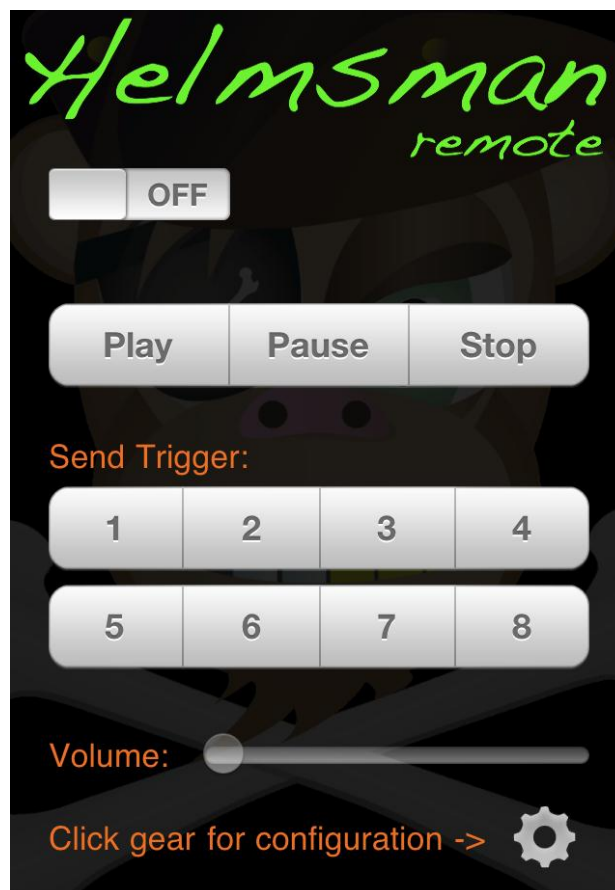 Helmsman
remote
OFF
Play Pause Stop
Send Trigger:
1 2 3 4
5 6 7 8
Volume:
Click gear for configuration ->